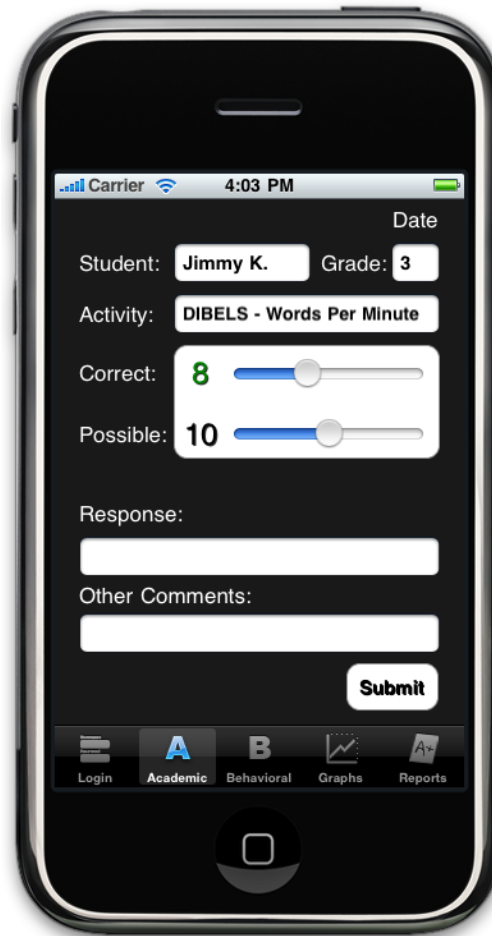 Carrier 4:03 PM
Date
Student: Jimmy K. Grade: 3
Activity: DIBELS - Words Per Minute
Correct: 8
Possible: 10
Response:
Other Comments:
Submit
A B A+
Login Academic Behavioral Graphs Reports